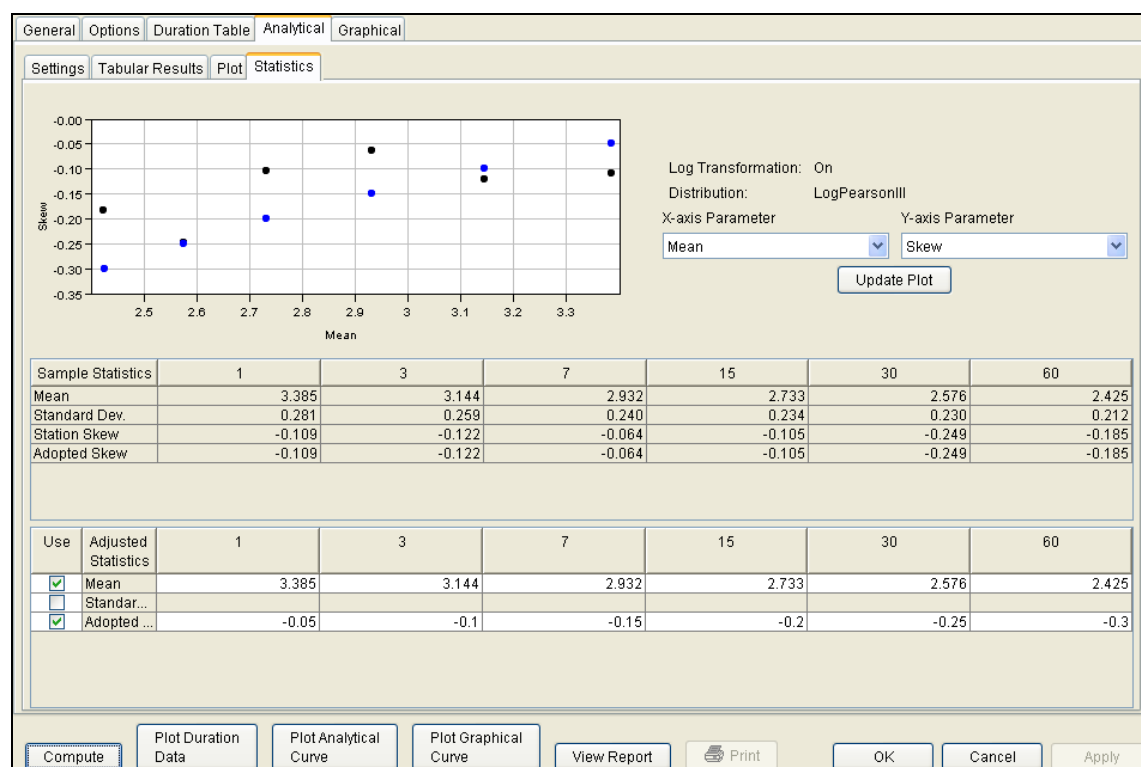 General Options Duration Table Analytical Graphical
Settings Tabular Results Plot Statistics
-0.00
-0.05
-0.10
-0.15
-0.20
-0.25
-0.30
-0.35
Skew
2.5 2.6 2.7 2.8 2.9 3 3.1 3.2 3.3
Mean
Log Transformation: On
Distribution: LogPearsonIII
X-axis Parameter Y-axis Parameter
Mean Skew
Update Plot
Sample Statistics 1 3 7 15 30 60
Mean 3.385 3.144 2.932 2.733 2.576 2.425
Standard Dev. 0.281 0.259 0.240 0.234 0.230 0.212
Station Skew -0.109 -0.122 -0.064 -0.105 -0.249 -0.185
Adopted Skew -0.109 -0.122 -0.064 -0.105 -0.249 -0.185
Use Adjusted Statistics 1 3 7 15 30 60
Mean 3.385 3.144 2.932 2.733 2.576 2.425
Standar...
Adopted ... -0.05 -0.1 -0.15 -0.2 -0.25 -0.3
Compute Plot Duration Data Plot Analytical Curve Plot Graphical Curve View Report Print OK Cancel Apply